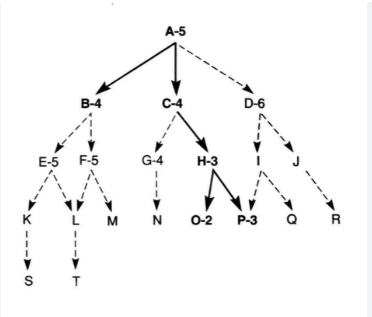 A-5
B-4 C-4 D-6
E-5 F-5 G-4 H-3 I J
K L M N O-2 P-3 Q R
S T